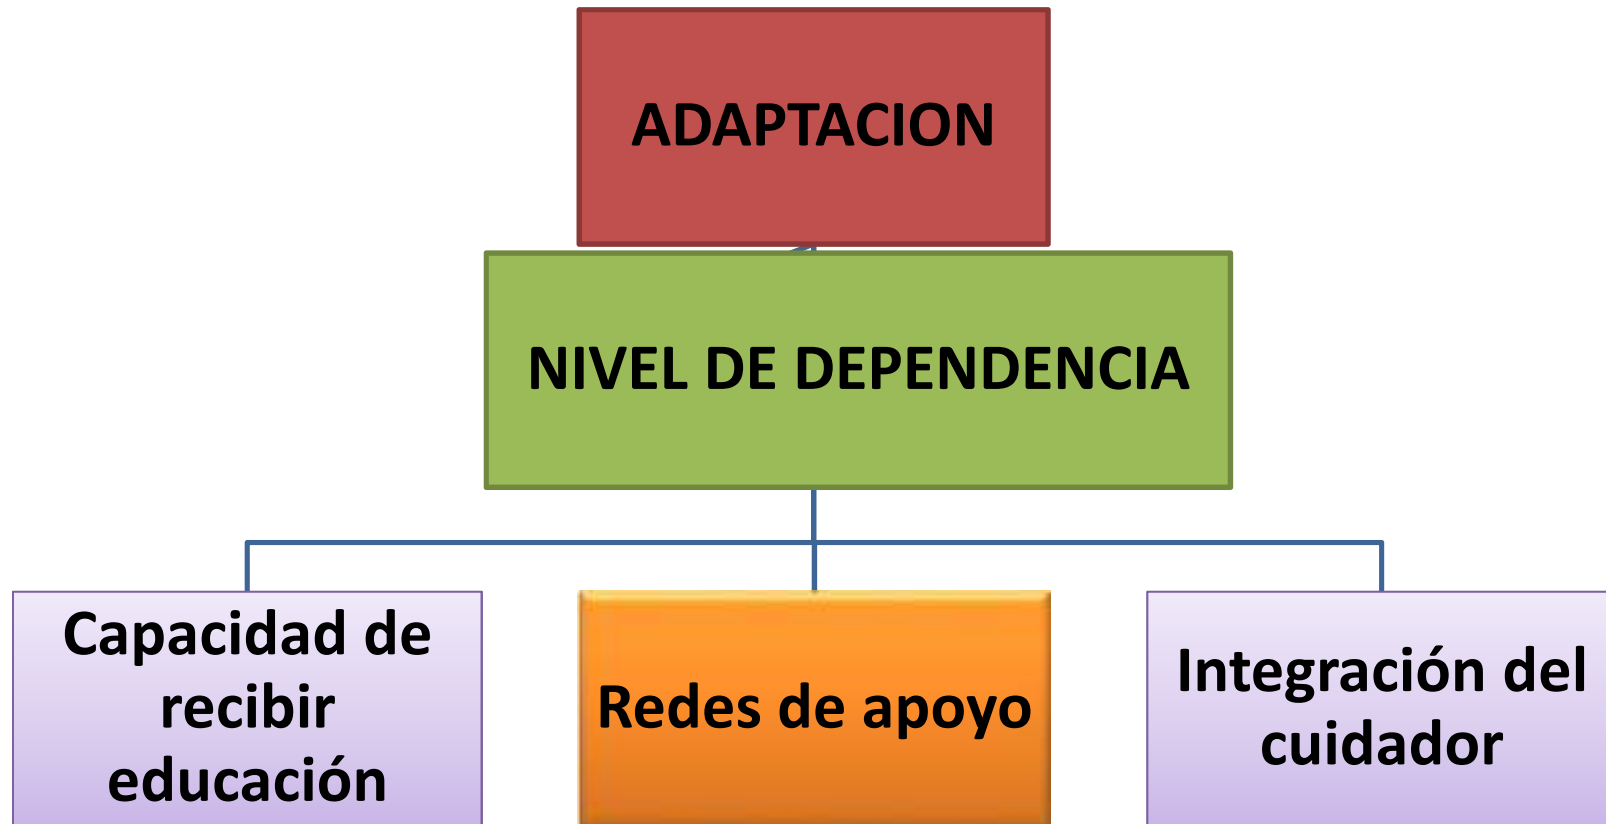 ADAPTACION
NIVEL DE DEPENDENCIA
Capacidad de
recibir
educación
Redes de apoyo
Integración del
cuidador